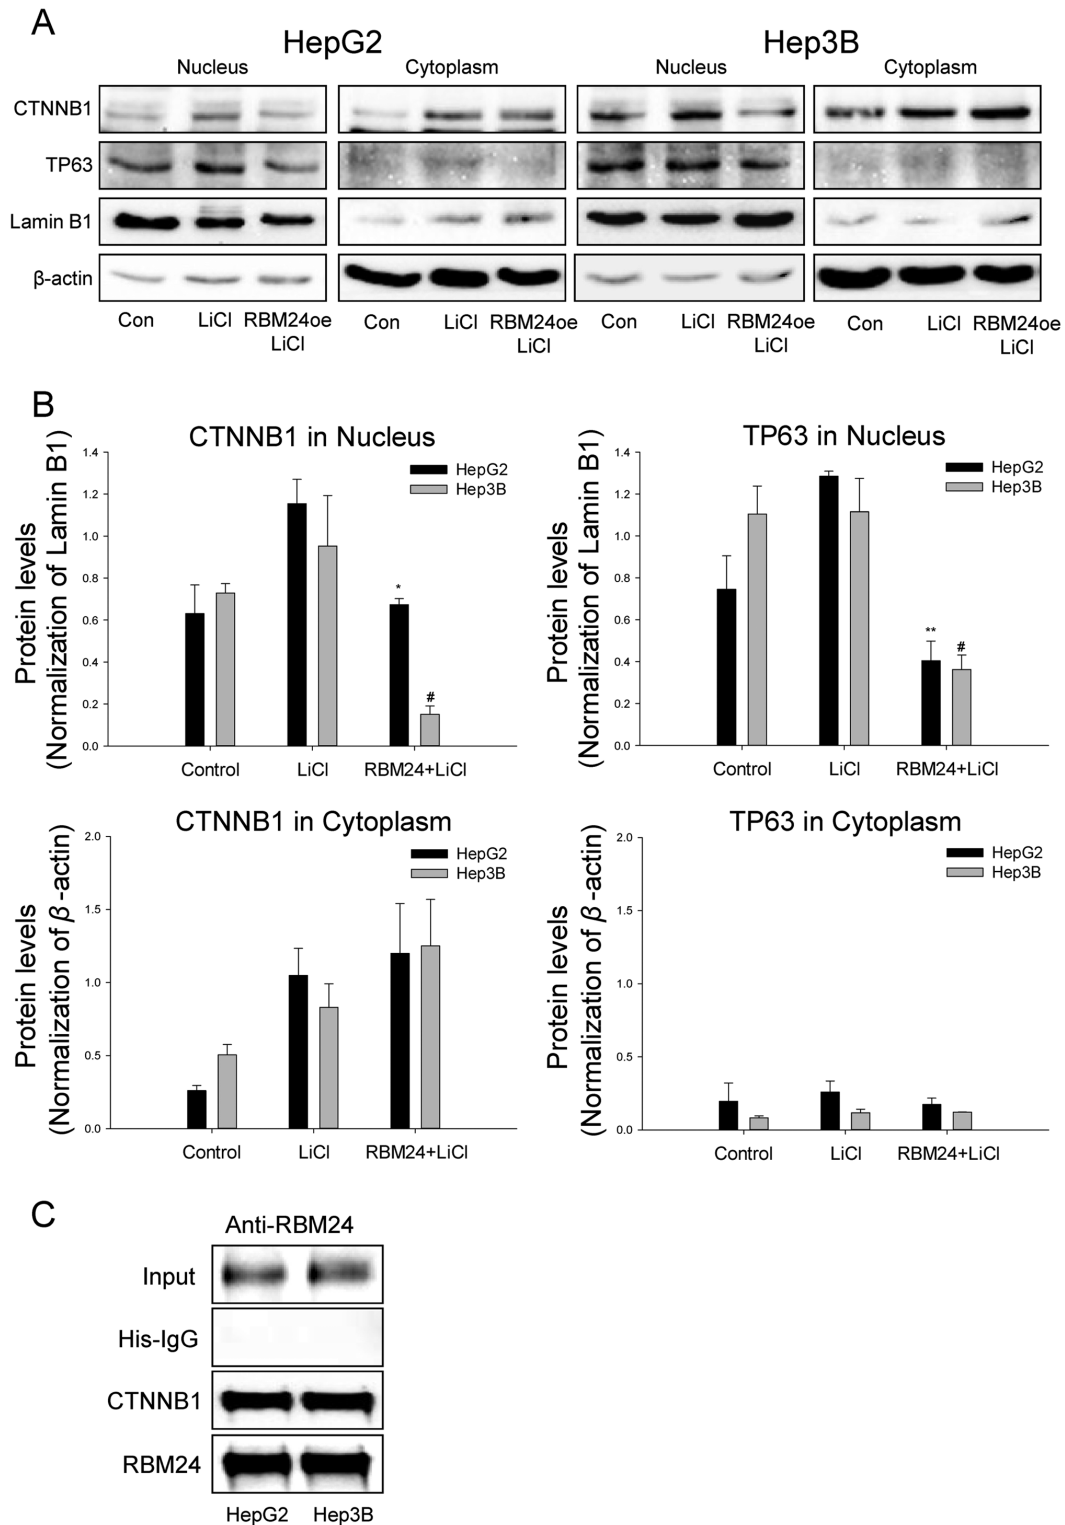 A
HepG2 Hep3B
Nucleus Cytoplasm Nucleus Cytoplasm
CTNNB1
TP63
Lamin B1
β-actin
Con LiCl RBM24oe Con LiCl RBM24oe Con LiCl RBM24oe Con LiCl RBM24oe
LiCl LiCl LiCl LiCl
B
CTNNB1 in Nucleus
Protein levels
(Normalization of Lamin B1)
1.4
1.2
1.0
0.8
0.6
0.4
0.2
0.0
HepG2
Hep3B
*
#
Control LiCl RBM24+LiCl
TP63 in Nucleus
Protein levels
(Normalization of Lamin B1)
1.4
1.2
1.0
0.8
0.6
0.4
0.2
0.0
HepG2
Hep3B
**
#
Control LiCl RBM24+LiCl
CTNNB1 in Cytoplasm
Protein levels
(Normalization of β-actin)
2.0
1.5
1.0
0.5
0.0
HepG2
Hep3B
Control LiCl RBM24+LiCl
TP63 in Cytoplasm
Protein levels
(Normalization of β-actin)
2.0
1.5
1.0
0.5
0.0
HepG2
Hep3B
Control LiCl RBM24+LiCl
C
Anti-RBM24
Input
His-IgG
CTNNB1
RBM24
HepG2 Hep3B